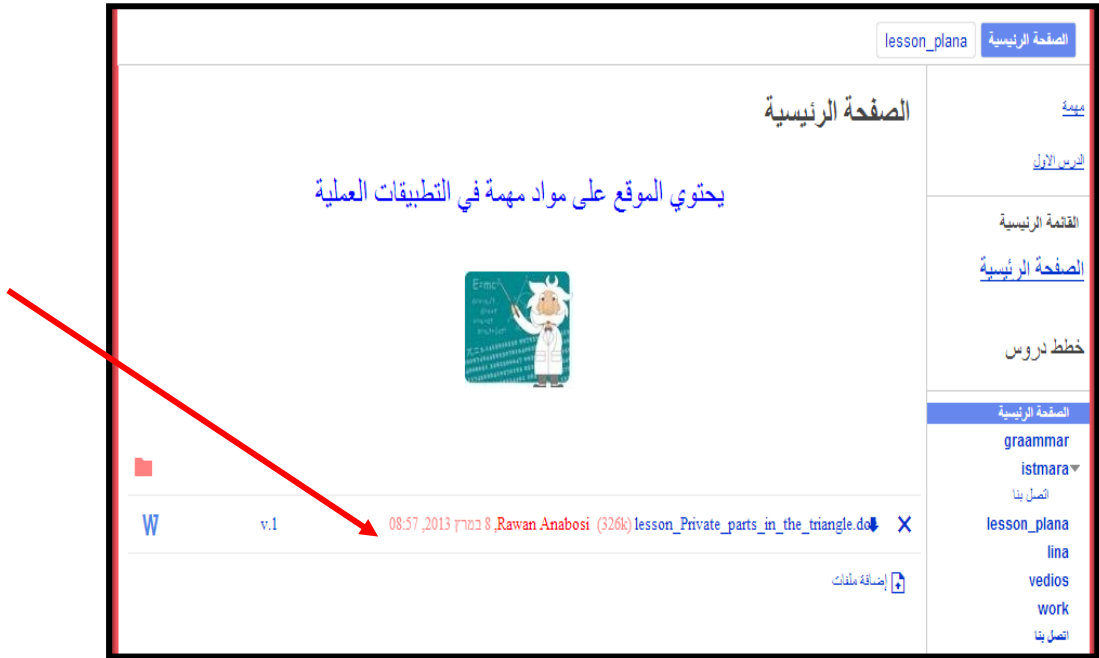 الصفحة الرئيسية
lesson_plana
مهمة
الدرس الاول
القائمة الرئيسية
الصفحة الرئيسية
خطط دروس
الصفحة الرئيسية
graammar
istmara
اتصل بنا
lesson_plana
lina
vedios
work
اتصل بنا
الصفحة الرئيسية
يحتوي الموقع على مواد مهمة في التطبيقات العملية
E=mc
lesson_Private_parts_in_the_triangle.do (326k) Rawan Anabosi, 8 במרץ 2013, 08:57 v.1 W
إضافة ملفات